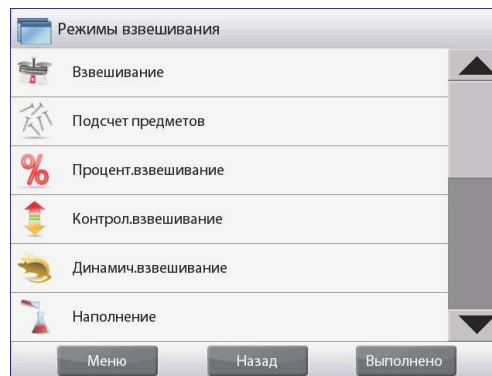 Режимы взвешивания
Взвешивание
Подсчет предметов
Процент.взвешивание
Контрол.взвешивание
Динамич.взвешивание
Наполнение
Меню
Назад
Выполнено